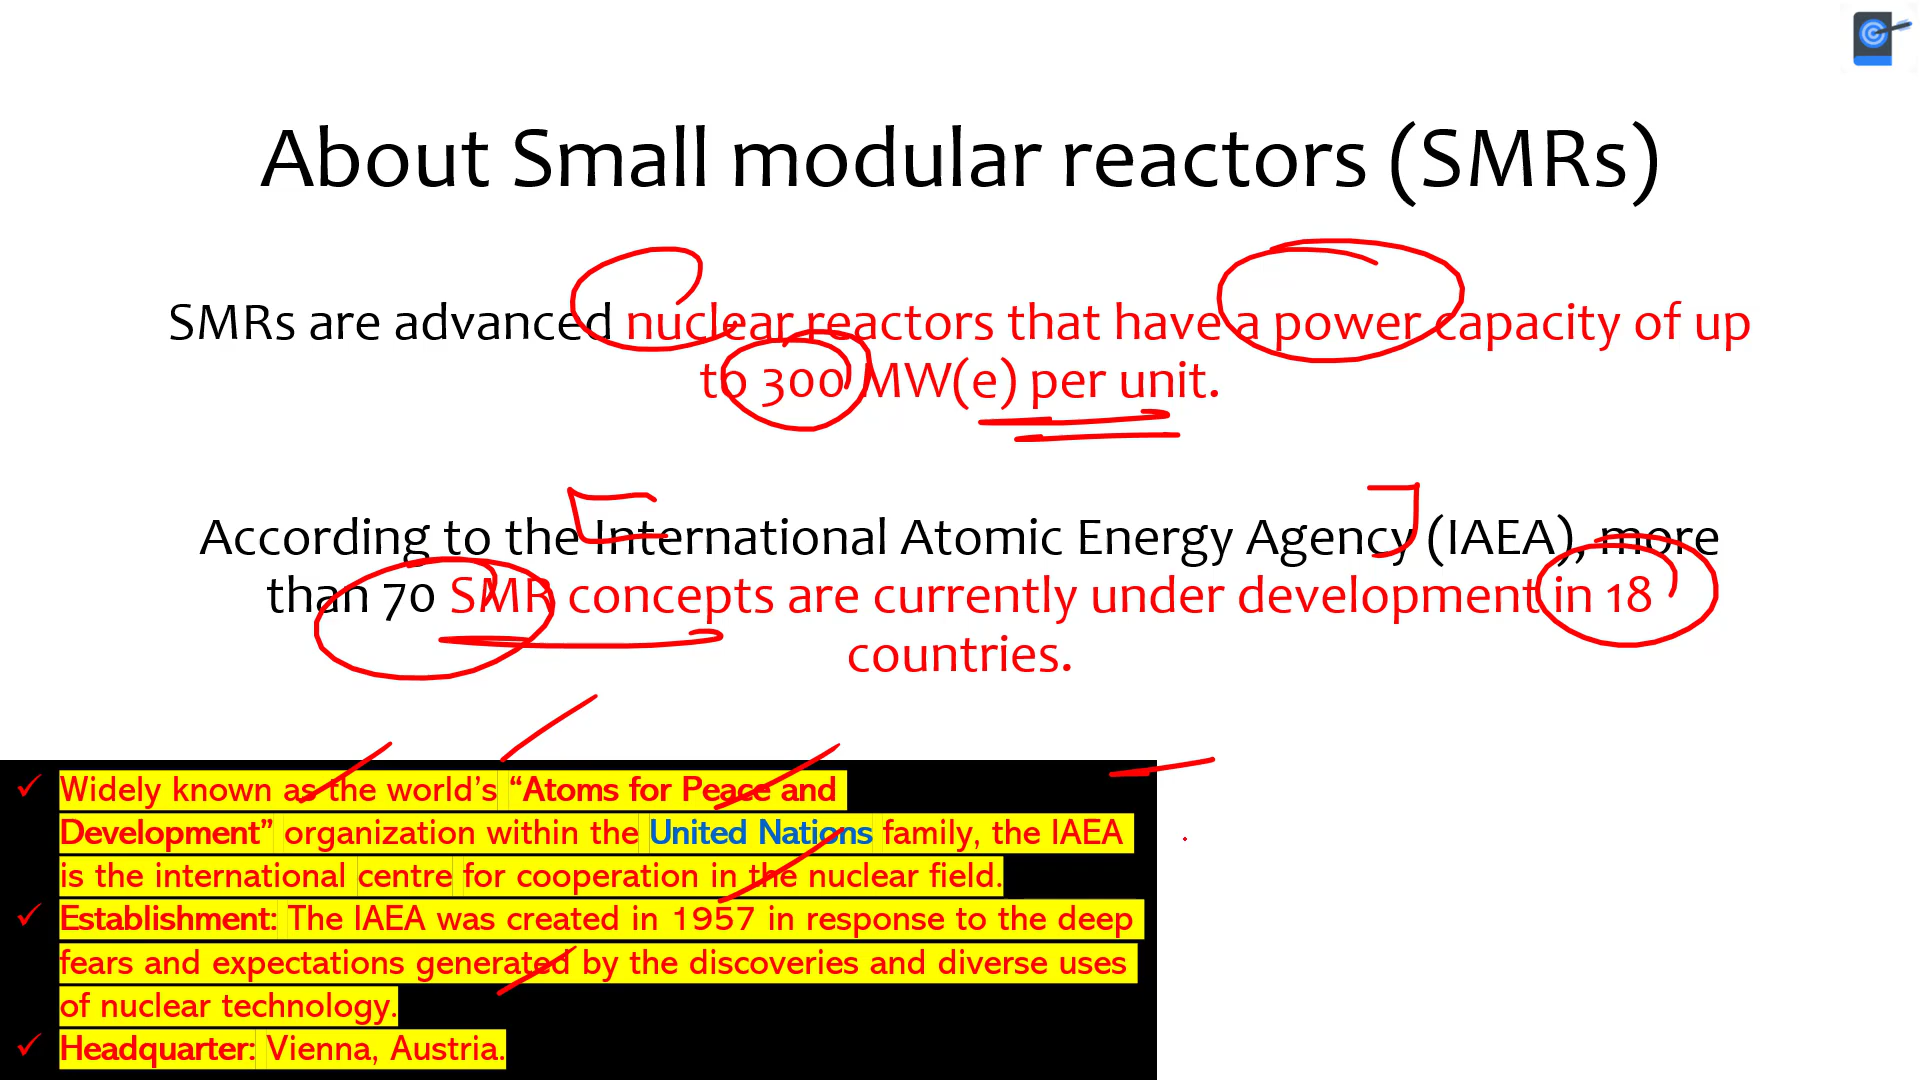 About Small modular reactors (SMRs)
SMRs are advanced nuclear reactors that have a power capacity of up
to 300 MW(e) per unit.
According to the International Atomic Energy Agency (IAEA), more
than 70 SMR concepts are currently under development in 18
countries.
✓ Widely known as the world’s “Atoms for Peace and
Development” organization within the United Nations family, the IAEA
is the international centre for cooperation in the nuclear field.
✓ Establishment: The IAEA was created in 1957 in response to the deep
fears and expectations generated by the discoveries and diverse uses
of nuclear technology.
✓ Headquarter: Vienna, Austria.